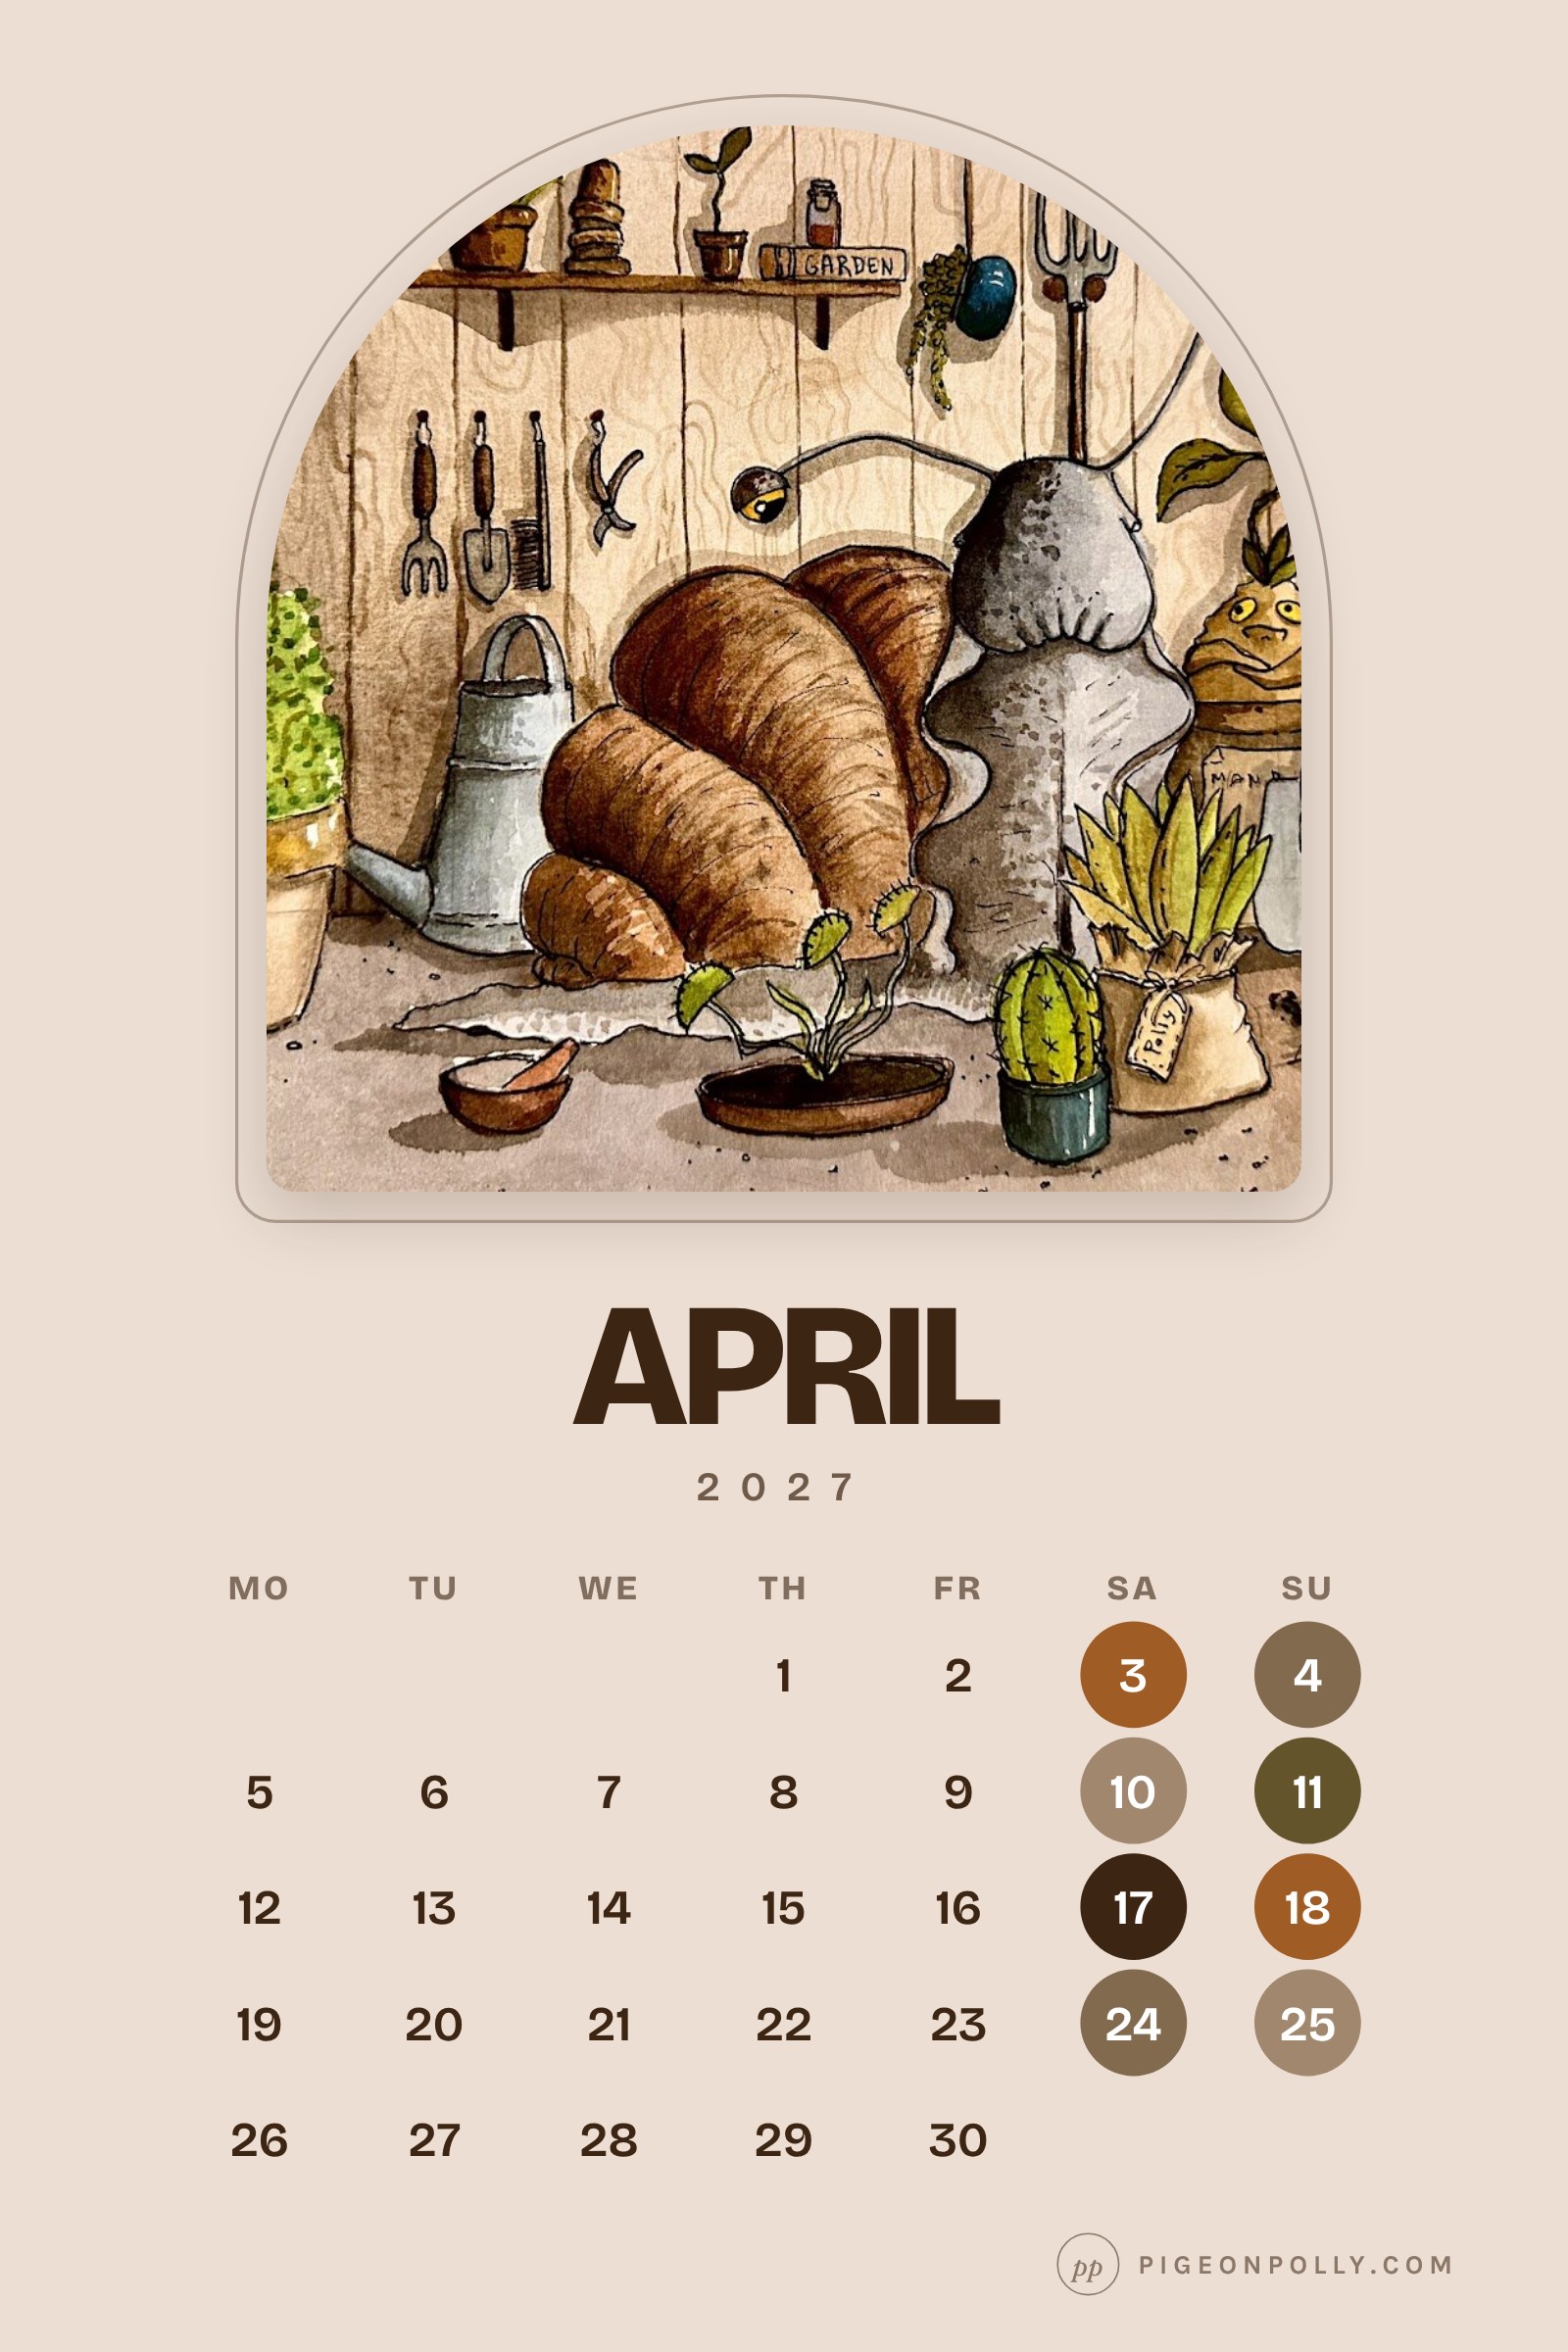 GARDEN
MAN
Polly
APRIL
2027
MO TU WE TH FR SA SU
1 2 3 4
5 6 7 8 9 10 11
12 13 14 15 16 17 18
19 20 21 22 23 24 25
26 27 28 29 30
pp PIGEONPOLLY.COM